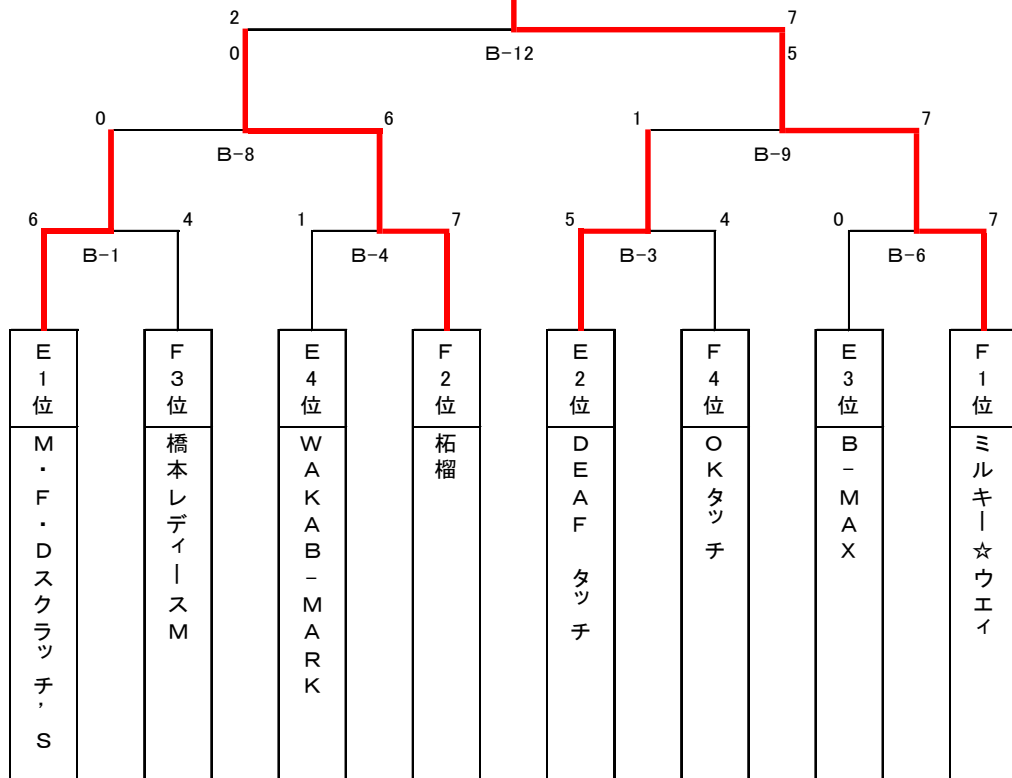 2 7
0 B-12 5
0 6 1 7
B-8 B-9
6 4 1 7 5 4 0 7
B-1 B-4 B-3 B-6
E1位 F3位 E4位 F2位 E2位 F4位 E3位 F1位
M・F・Dスクラッチ'S
橋本レディースM
WAKAB-MARK
柘榴
DEAF タッチ
OKタッチ
B-MAX
ミルキー☆ウエィ